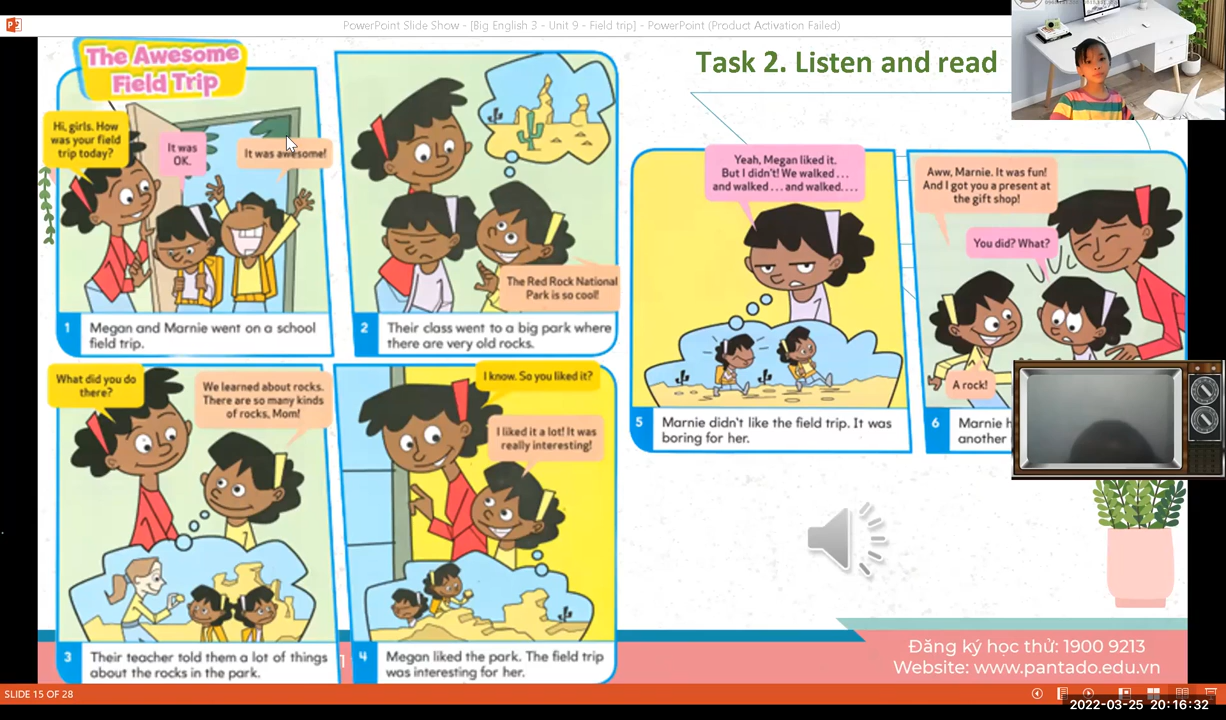 PowerPoint Slide Show - [Big English 3 - Unit 9 - Field trip] - PowerPoint (Product Activation Failed)
The Awesome
Field Trip
Task 2. Listen and read
Hi, girls. How
was your field
trip today?
It was
OK.
It was awesome!
1 Megan and Marnie went on a school
field trip.
The Red Rock National
Park is so cool!
2 Their class went to a big park where
there are very old rocks.
What did you do
there?
We learned about rocks.
There are so many kinds
of rocks, Mom!
3 Their teacher told them a lot of things
about the rocks in the park.
I know. So you liked it?
I liked it a lot! It was
really interesting!
4 Megan liked the park. The field trip
was interesting for her.
Yeah, Megan liked it.
But I didn't! We walked ...
and walked ... and walked....
5 Marnie didn't like the field trip. It was
boring for her.
Aww, Marnie. It was fun!
And I got you a present at
the gift shop!
You did? What?
A rock!
6 Marnie
another
Đăng ký học thử: 1900 9213
Website: www.pantado.edu.vn
SLIDE 15 OF 28
2022-03-25 20:16:32